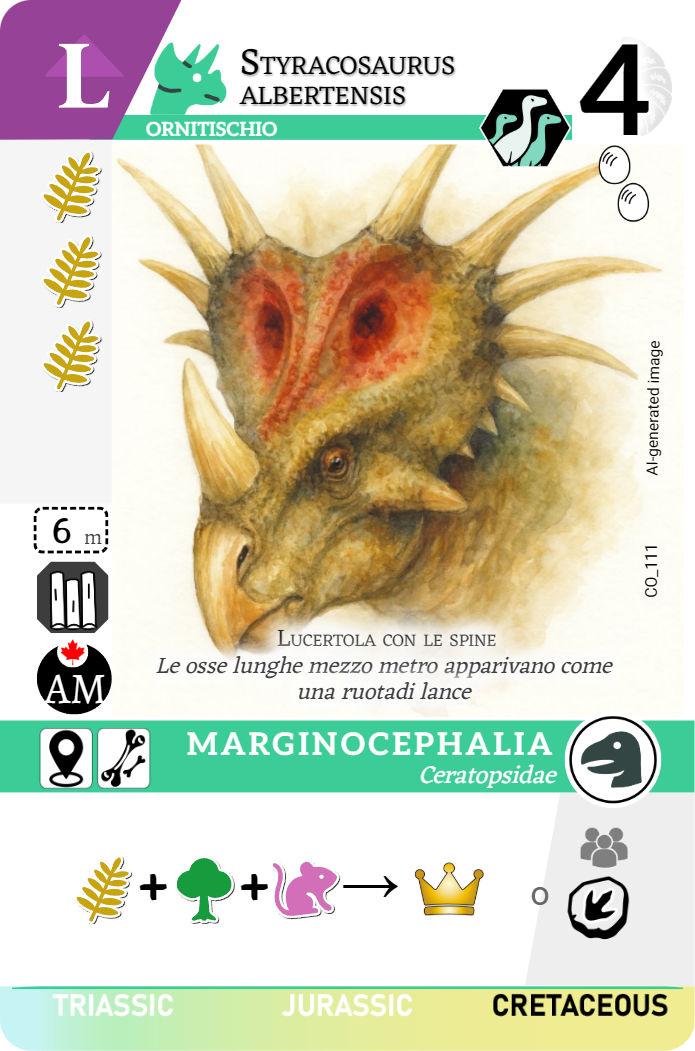 L
STYRACOSAURUS
ALBERTENSIS
4
ORNITISCHIO
AI-generated image
6 m
CO_111
AM
LUCERTOLA CON LE SPINE
Le osse lunghe mezzo metro apparivano come
una ruotadi lance
MARGINOCEPHALIA
Ceratopsidae
+ + → o
TRIASSIC JURASSIC CRETACEOUS